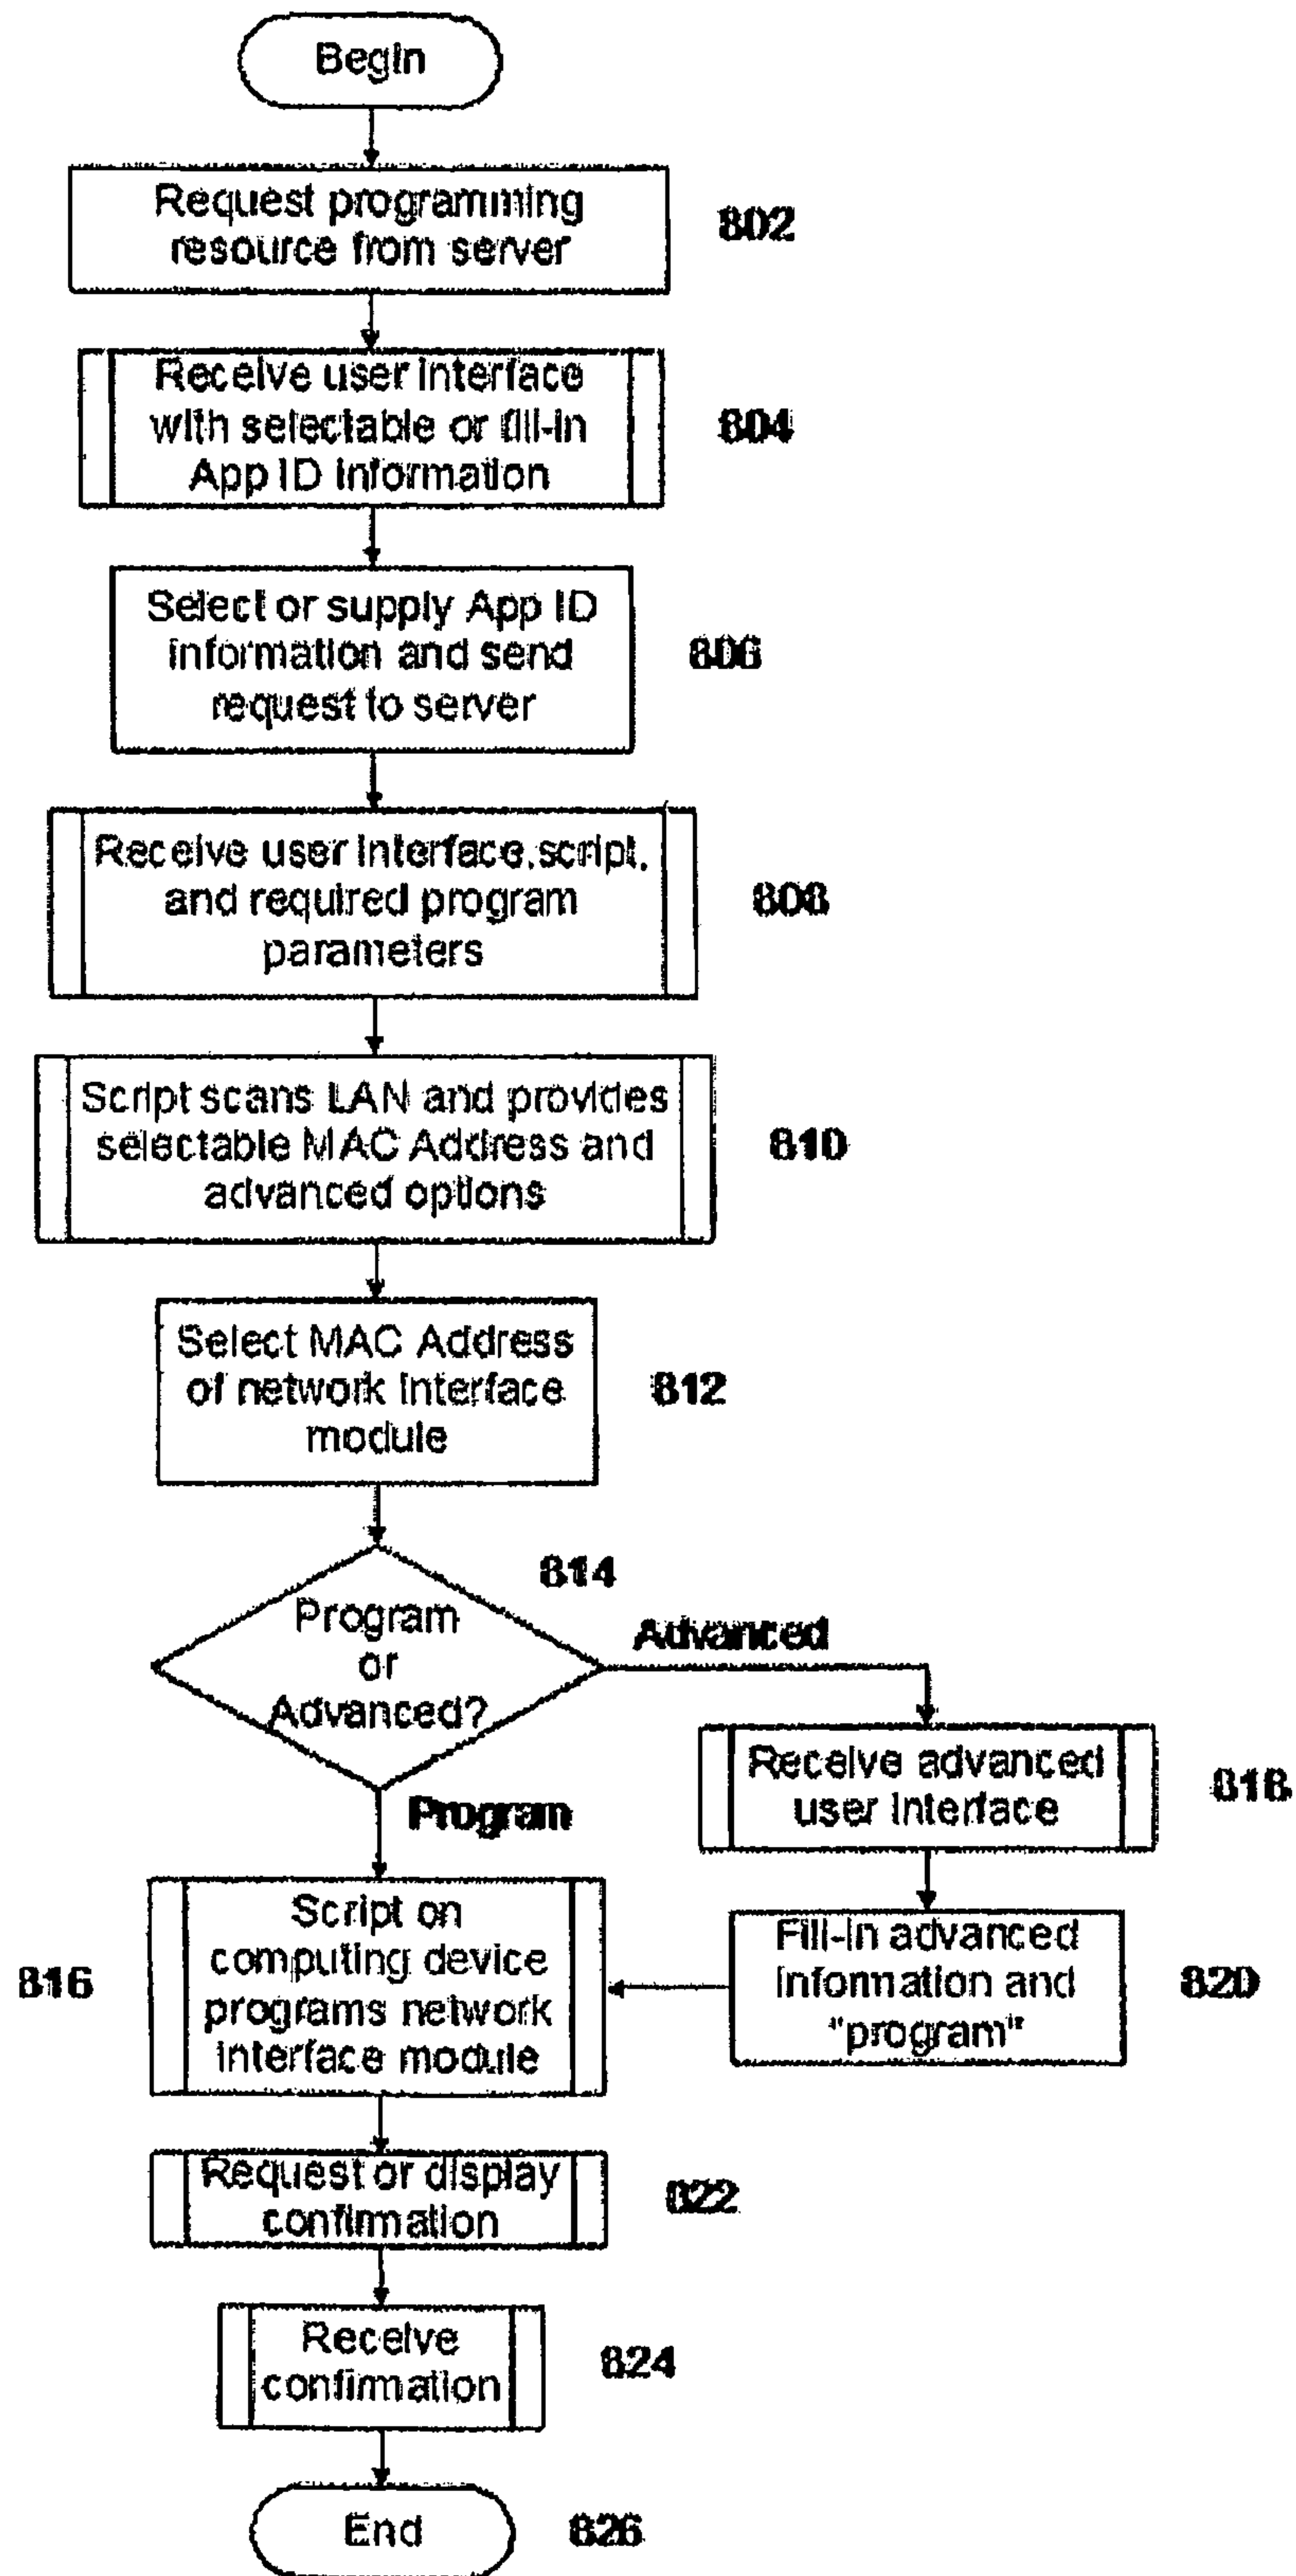 Begin
Request programming
resource from server
802
Receive user interface
with selectable or fill-in
App ID information
804
Select or supply App ID
information and send
request to server
806
Receive user interface, script,
and required program
parameters
808
Script scans LAN and provides
selectable MAC Address and
advanced options
810
Select MAC Address
of network interface
module
812
814
Program
or
Advanced?
Advanced
Program
Receive advanced
user interface
818
Script on
computing device
programs network
interface module
816
Fill-in advanced
information and
"program"
820
Request or display
confirmation
822
Receive
confirmation
824
End
826